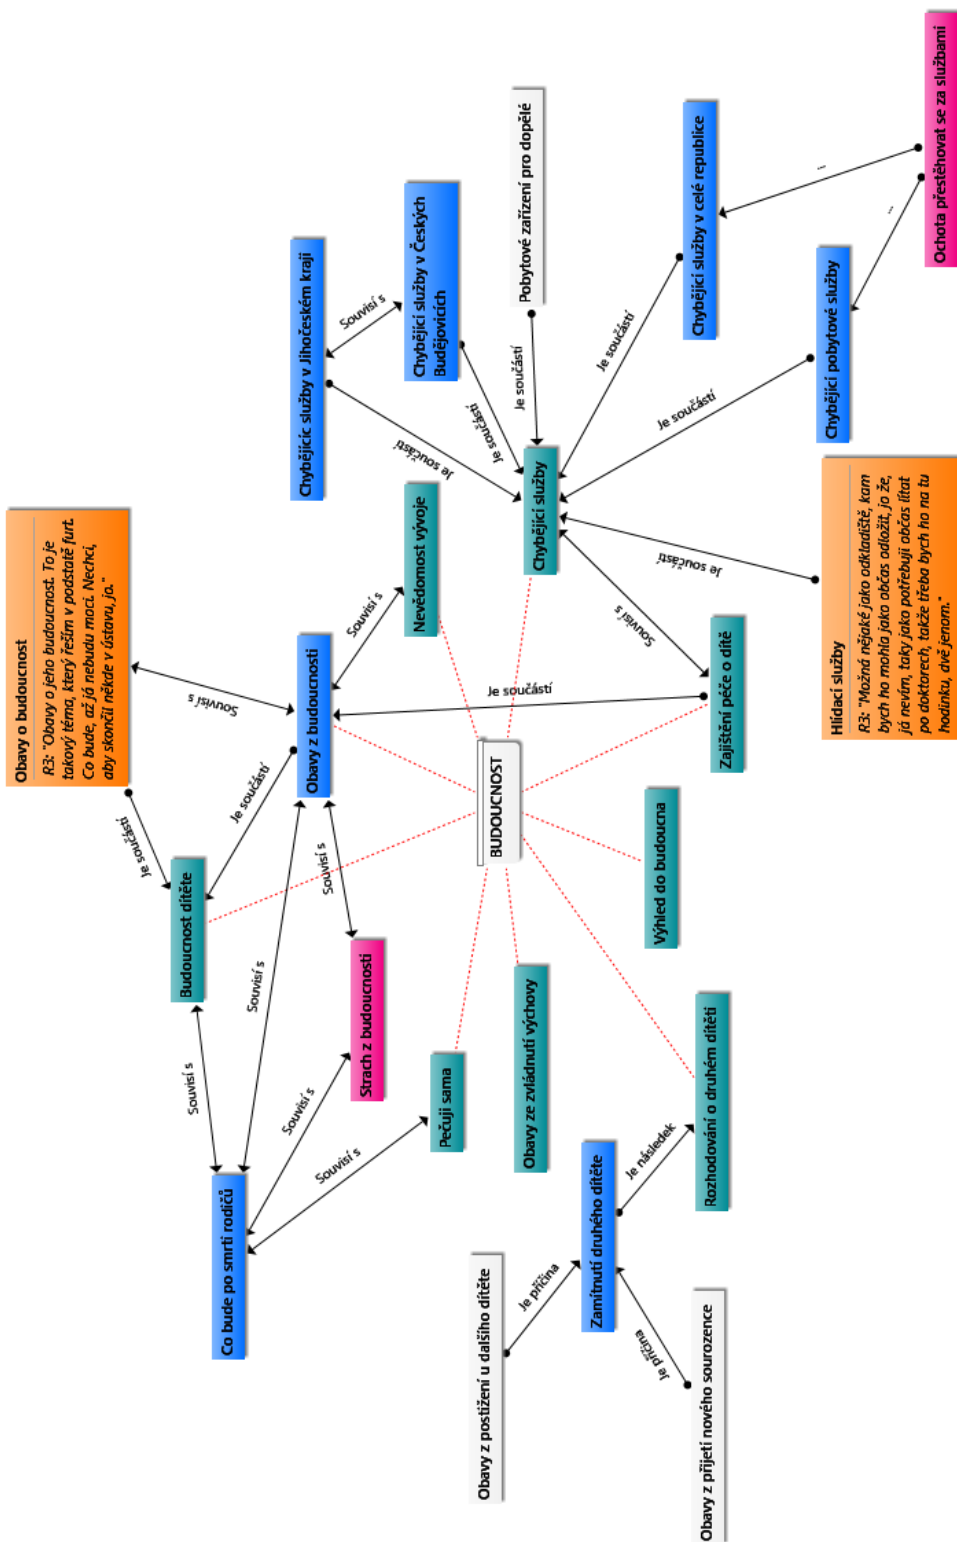 Obavy o budoucnost
R3: "Obavy o jeho budoucnost. To je
takový téma, který řeším v podstatě furt.
Co bude, až já nebudu moci. Nechci,
aby skončil někde v ústavu, jo."
Je součástí
Souvisí s
Budoucnost dítěte
Souvisí s
Je součástí
Co bude po smrti rodičů
Souvisí s
Obavy z budoucnosti
Chybějícíc služby v Jihočeském kraji
Souvisí s
Souvisí s
Souvisí s
Strach z budoucnosti
Souvisí s
Souvisí s
Nevědomost vývoje
Je součástí
Chybějící služby v Českých
Budějovicích
Pečuji sama
Je součástí
Obavy z postižení u dalšího dítěte
BUDOUCNOST
Je součástí
Je součástí
Pobytové zařízení pro dopělé
Je příčina
Obavy ze zvládnutí výchovy
Chybějící služby
Zamítnutí druhého dítěte
Souvisí s
Je součástí
Je příčina
Je následek
Výhled do budoucna
Je součástí
Je součástí
Chybějící služby v celé republice
Obavy z přijetí nového sourozence
Rozhodování o druhém dítěti
Zajištění péče o dítě
...
Chybějící pobytové služby
...
Hlídací služby
R3: "Možná nějaké jako odkladiště, kam
bych ho mohla jako občas odložit, jo že,
já nevím, taky jako potřebuji občas lítat
po doktorech, takže třeba bych ho na tu
hodinku, dvě jenom."
Ochota přestěhovat se za službami